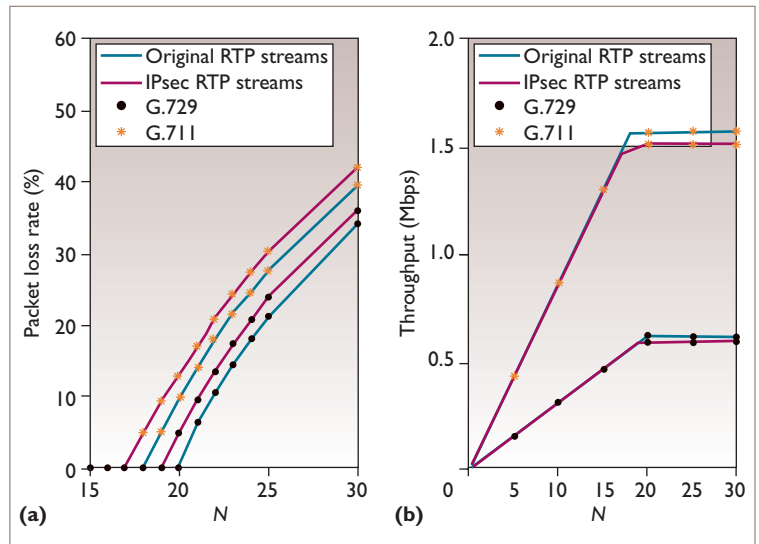 60
50
40
30
20
10
0
Packet loss rate (%)
Original RTP streams
IPsec RTP streams
G.729
G.711
15
20
25
30
N
(a)
2.0
1.5
1.0
0.5
0
Throughput (Mbps)
Original RTP streams
IPsec RTP streams
G.729
G.711
5
10
15
20
25
30
N
(b)